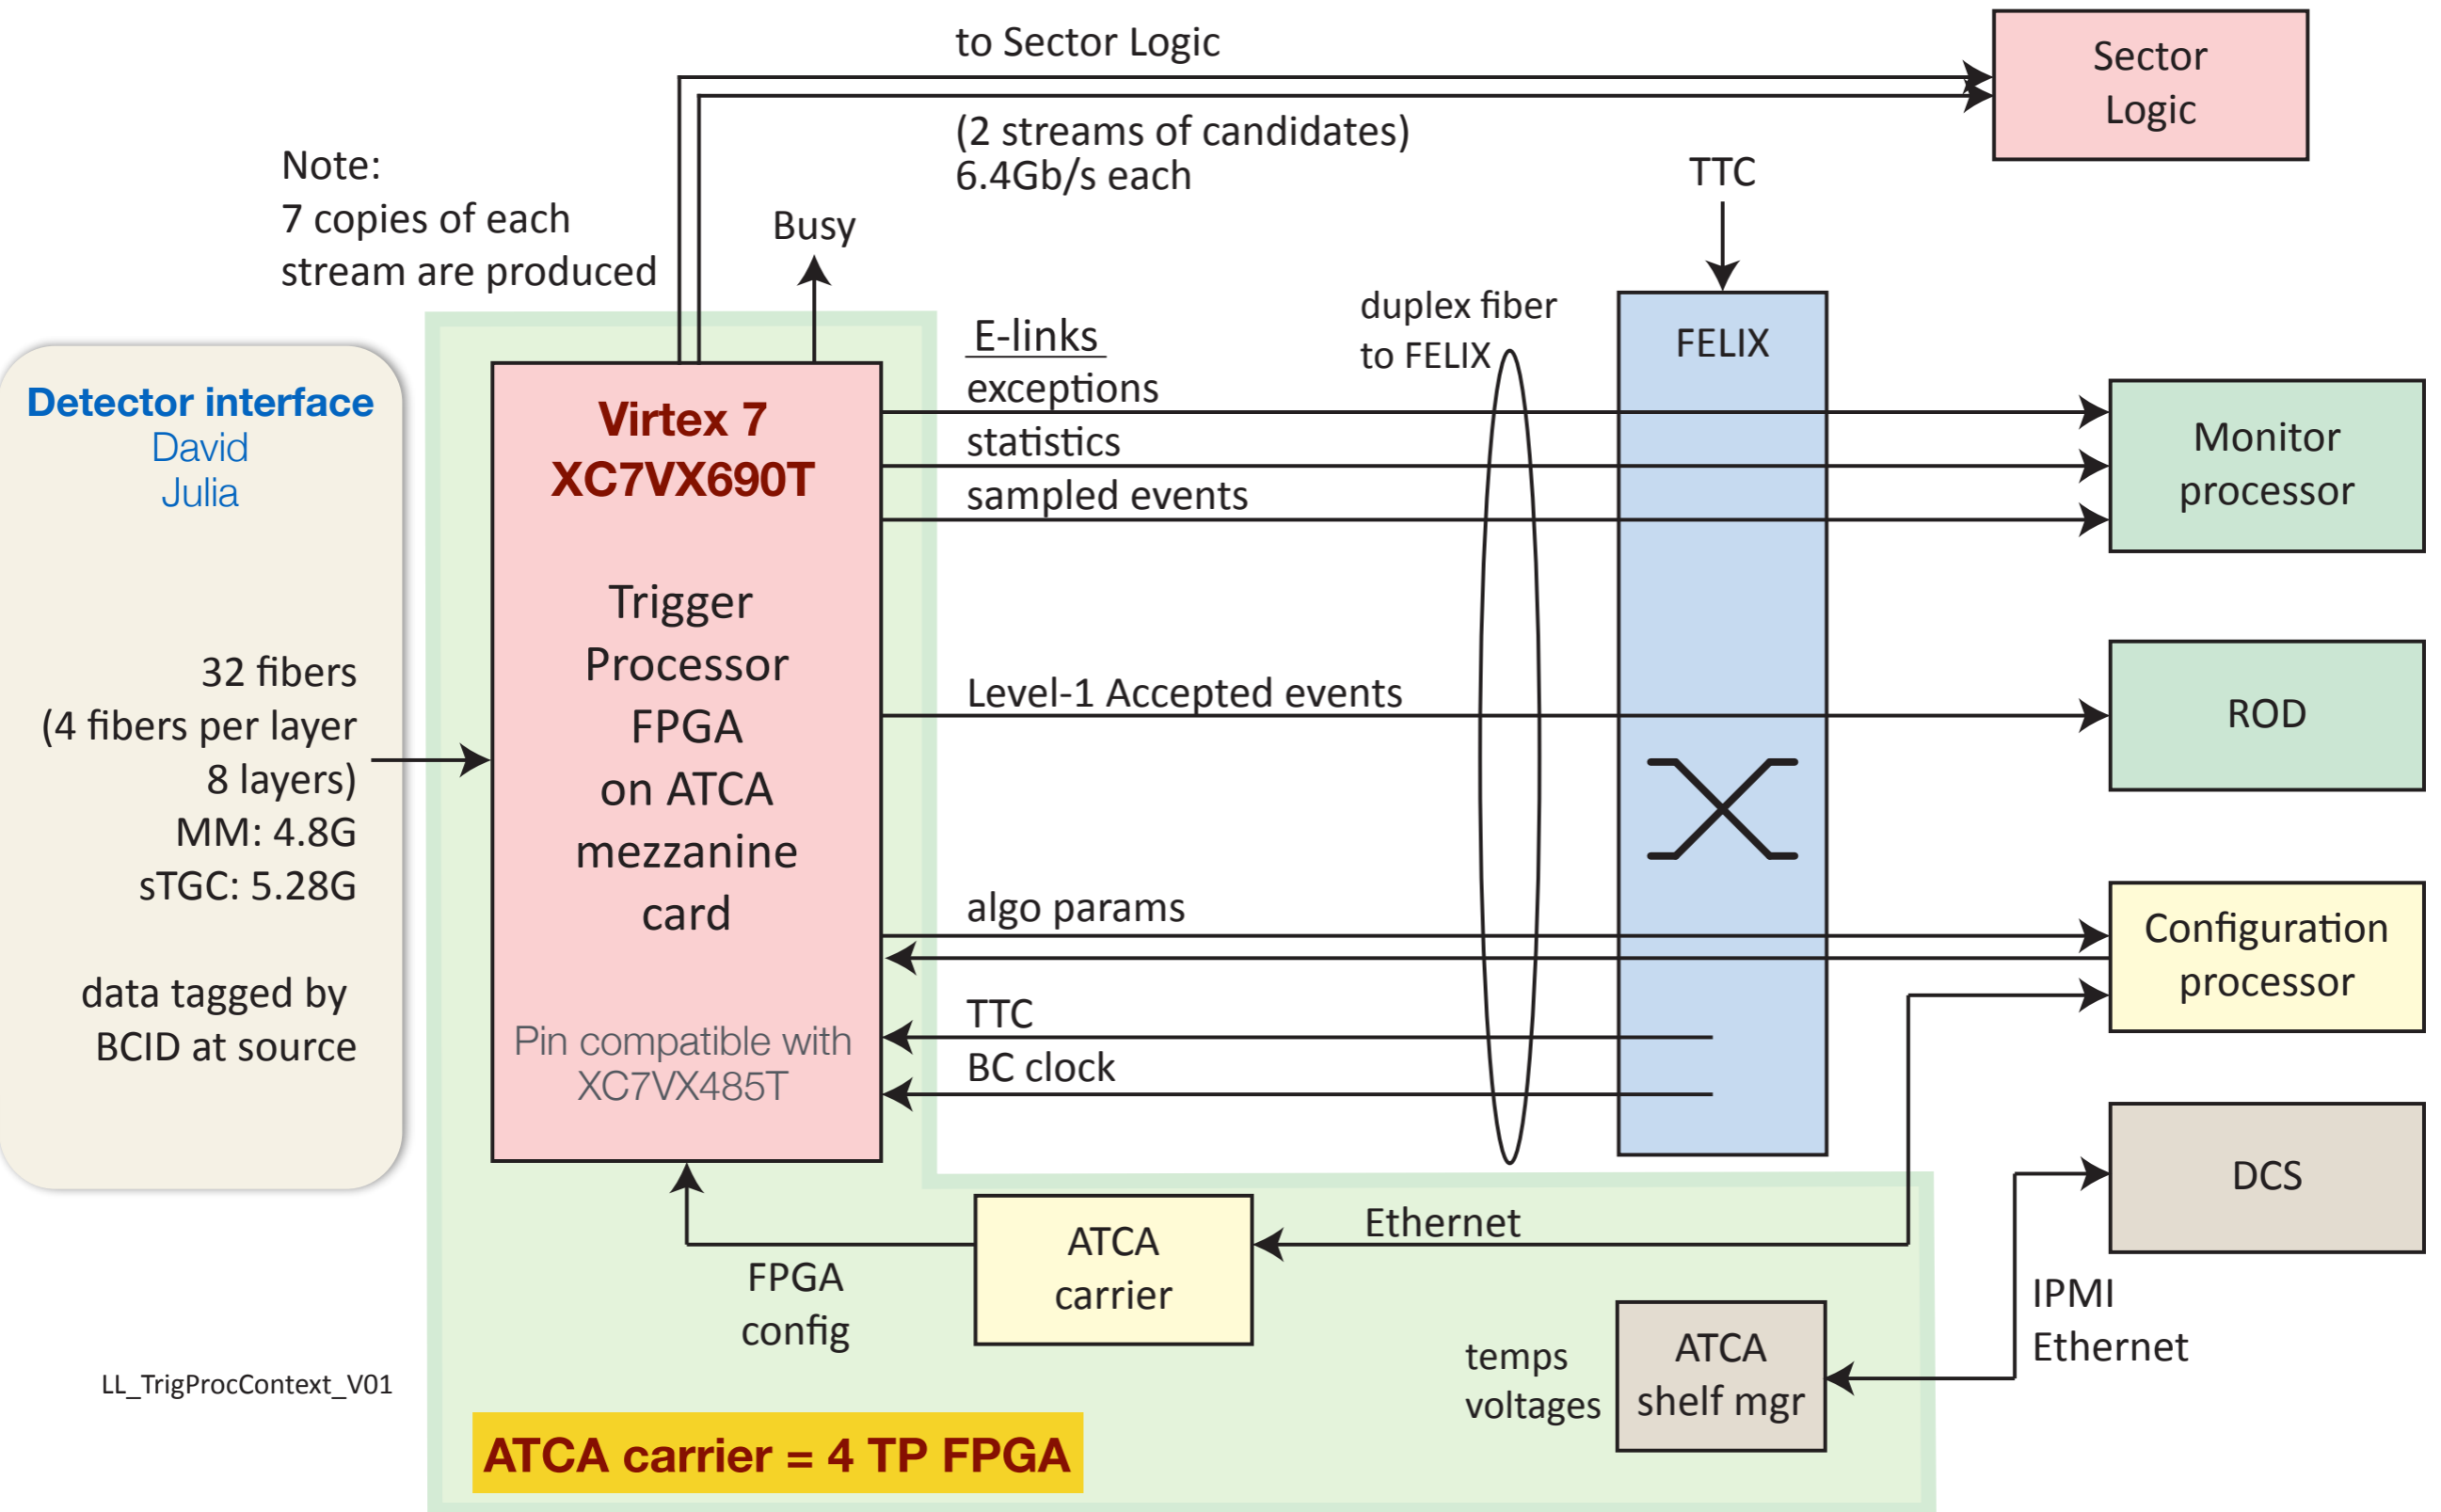 to Sector Logic
(2 streams of candidates)
6.4Gb/s each
Sector
Logic
Note:
7 copies of each
stream are produced
Busy
TTC
Detector interface
David
Julia
32 fibers
(4 fibers per layer
8 layers)
MM: 4.8G
sTGC: 5.28G
data tagged by
BCID at source
Virtex 7
XC7VX690T
Trigger
Processor
FPGA
on ATCA
mezzanine
card
Pin compatible with
XC7VX485T
E-links
exceptions
statistics
sampled events
Level-1 Accepted events
algo params
TTC
BC clock
duplex fiber
to FELIX
FELIX
Monitor
processor
ROD
Configuration
processor
DCS
FPGA
config
ATCA
carrier
Ethernet
IPMI
Ethernet
temps
voltages
ATCA
shelf mgr
LL_TrigProcContext_V01
ATCA carrier = 4 TP FPGA